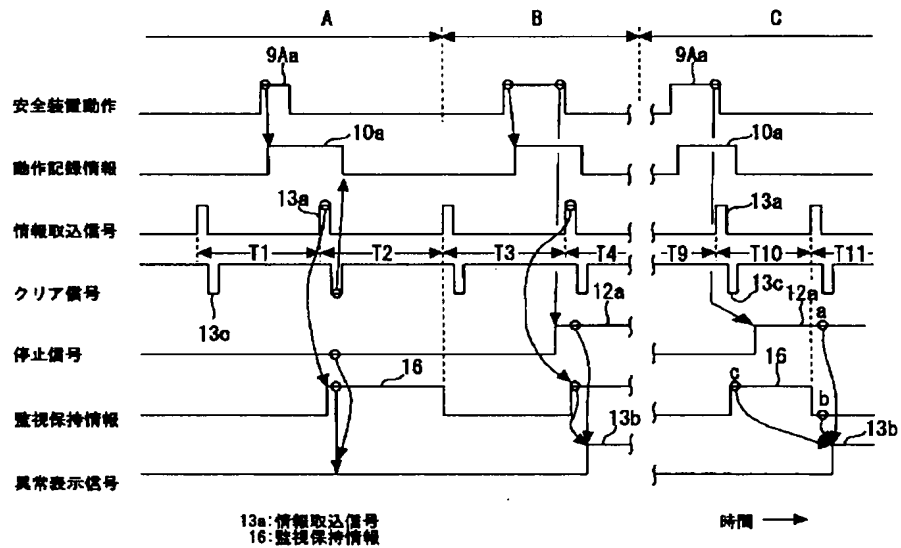 A B C
9Aa 9Aa
安全装置動作
10a 10a
動作記録情報
13a 13a
情報取込信号
T1 T2 T3 T4 T9 T10 T11
クリア信号
13c 12a 13c 12a
a
停止信号
16 c 16
b
監視保持情報
13b 13b
異常表示信号
13a:情報取込信号
16:監視保持情報
時間